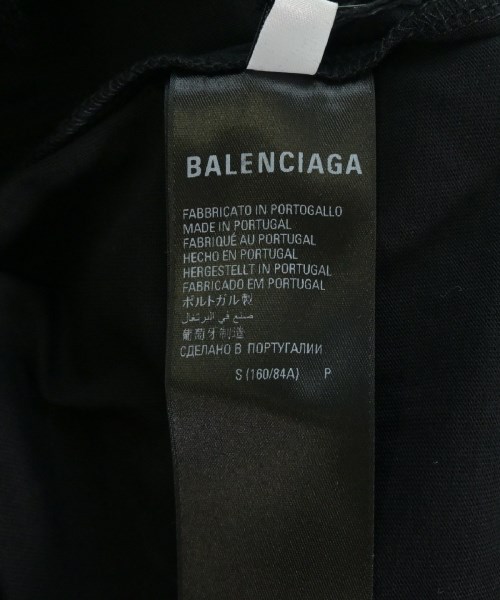 BALENCIAGA
FABBRICATO IN PORTOGALLO
MADE IN PORTUGAL
FABRIQUÉ AU PORTUGAL
HECHO EN PORTUGAL
HERGESTELLT IN PORTUGAL
FABRICADO EM PORTUGAL
ポルトガル製
صنع في البرتغال
葡萄牙制造
СДЕЛАНО В ПОРТУГАЛИИ
S (160/84A) P